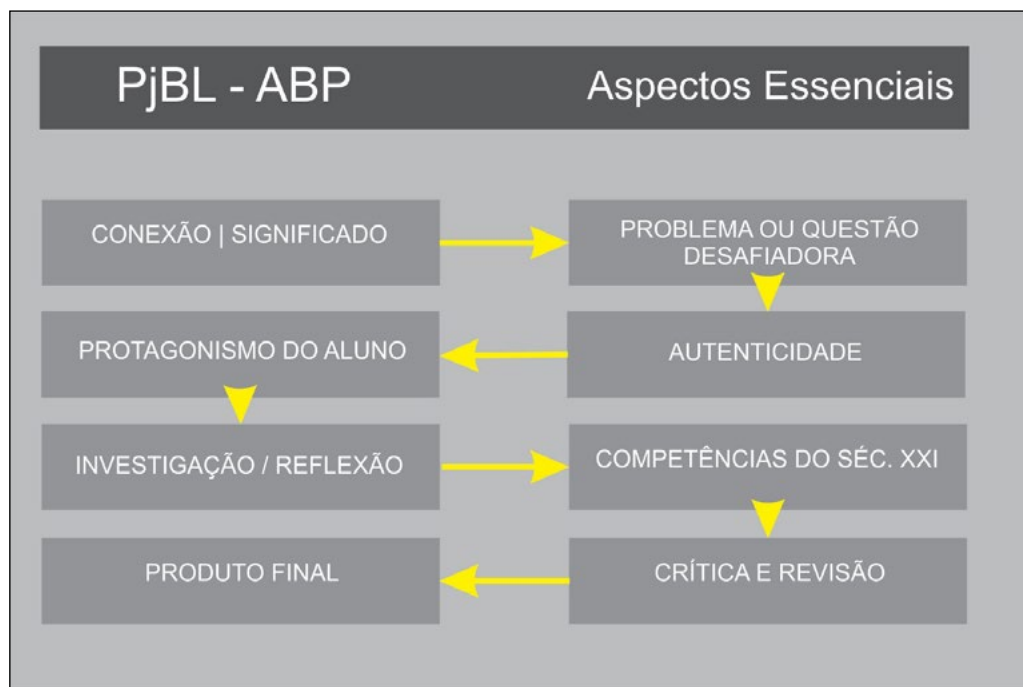 PjBL - ABP
Aspectos Essenciais
CONEXÃO | SIGNIFICADO
PROBLEMA OU QUESTÃO
DESAFIADORA
PROTAGONISMO DO ALUNO
AUTENTICIDADE
INVESTIGAÇÃO / REFLEXÃO
COMPETÊNCIAS DO SÉC. XXI
PRODUTO FINAL
CRÍTICA E REVISÃO